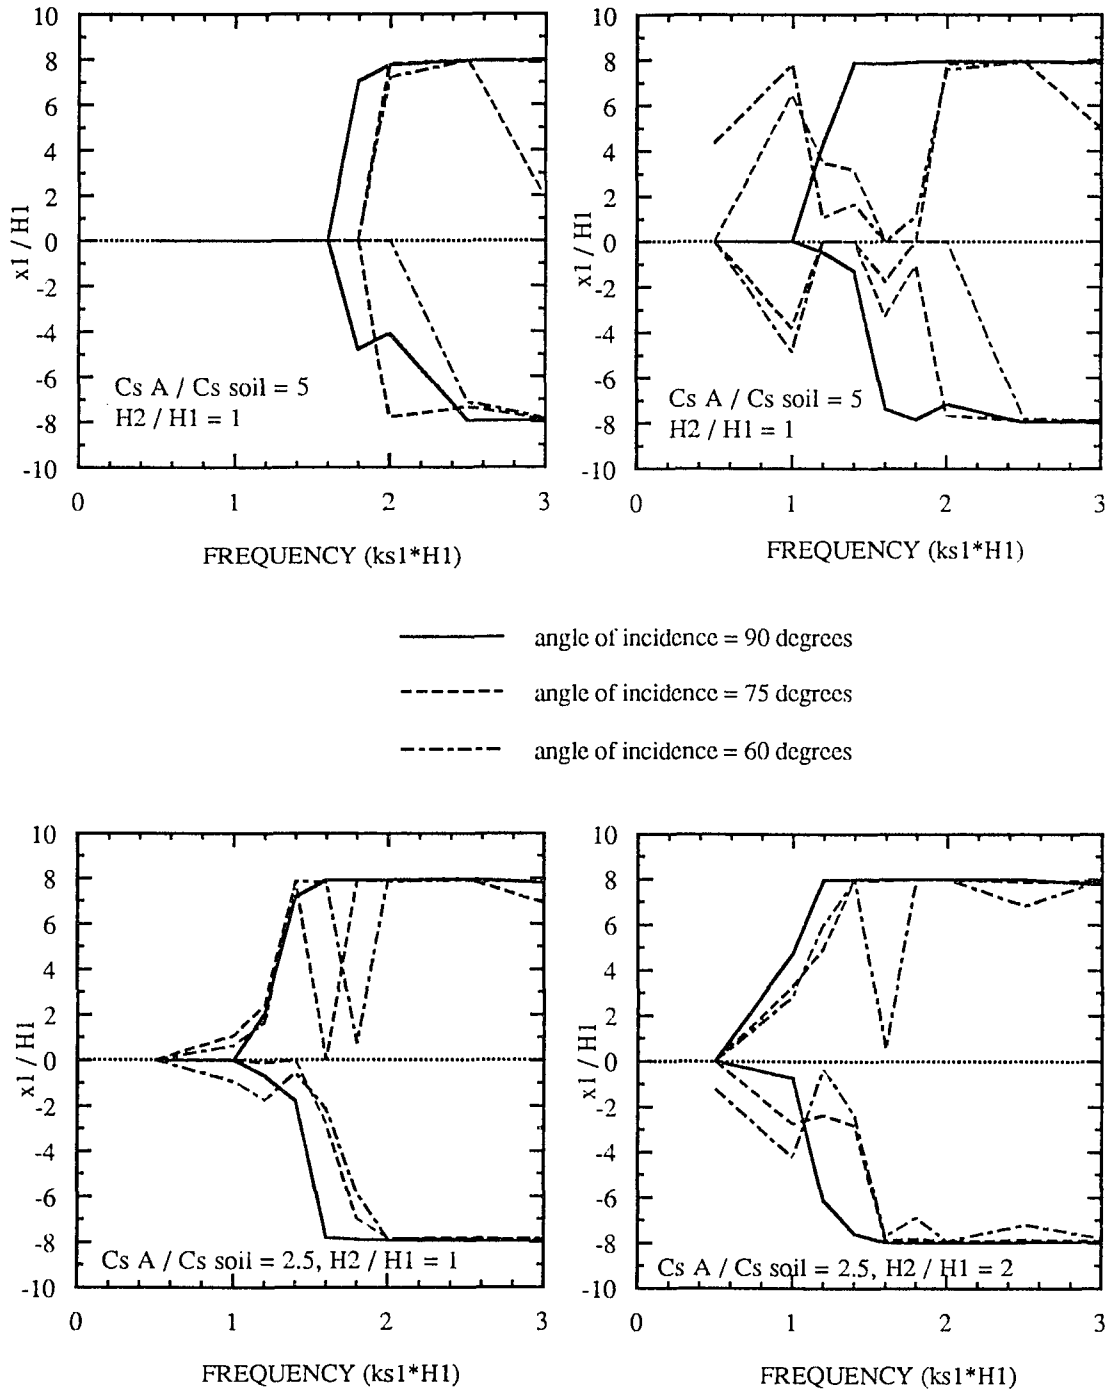 10
8
6
4
2
0
-2
-4
-6
-8
-10
x1 / H1
Cs A / Cs soil = 5
H2 / H1 = 1
0 1 2 3
FREQUENCY (ks1*H1)
10
8
6
4
2
0
-2
-4
-6
-8
-10
x1 / H1
Cs A / Cs soil = 5
H2 / H1 = 1
0 1 2 3
FREQUENCY (ks1*H1)
angle of incidence = 90 degrees
angle of incidence = 75 degrees
angle of incidence = 60 degrees
10
8
6
4
2
0
-2
-4
-6
-8
-10
x1 / H1
Cs A / Cs soil = 2.5, H2 / H1 = 1
0 1 2 3
FREQUENCY (ks1*H1)
10
8
6
4
2
0
-2
-4
-6
-8
-10
x1 / H1
Cs A / Cs soil = 2.5, H2 / H1 = 2
0 1 2 3
FREQUENCY (ks1*H1)